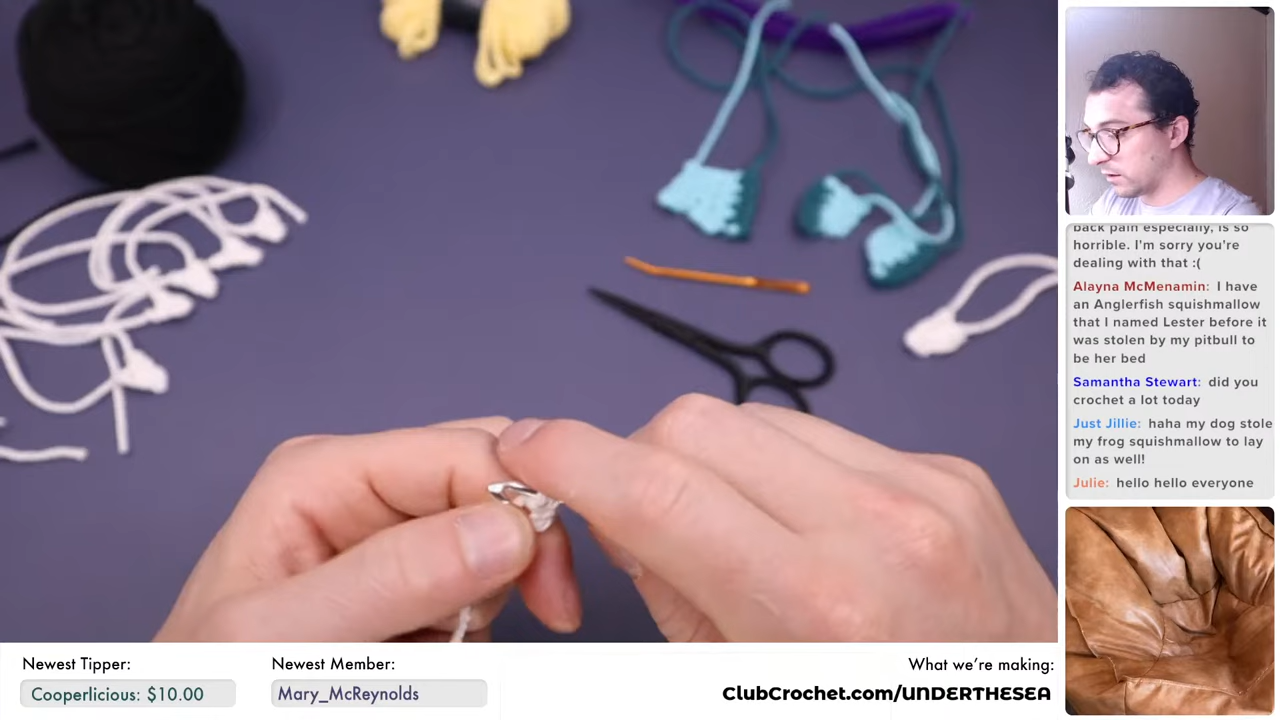 back pain especially, is so
horrible. I'm sorry you're
dealing with that :(
Alayna McMenamin: I have
an Anglerfish squishmallow
that I named Lester before it
was stolen by my pitbull to
be her bed
Samantha Stewart: did you
crochet a lot today
Just Jillie: haha my dog stole
my frog squishmallow to lay
on as well!
Julie: hello hello everyone
Newest Tipper:
Cooperlicious: $10.00
Newest Member:
Mary_McReynolds
What we're making:
ClubCrochet.com/UNDERTHESEA